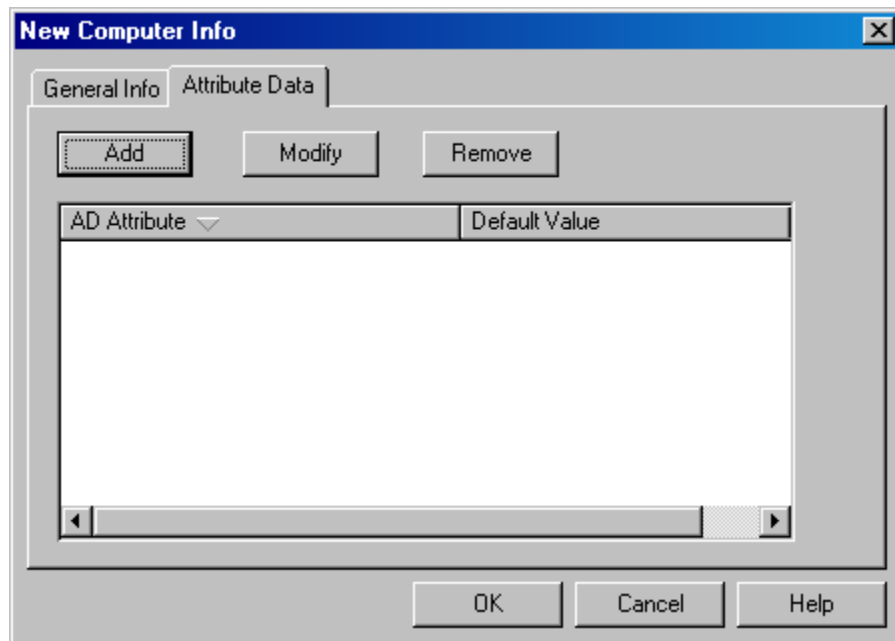 New Computer Info
General Info Attribute Data
Add Modify Remove
AD Attribute Default Value
OK Cancel Help